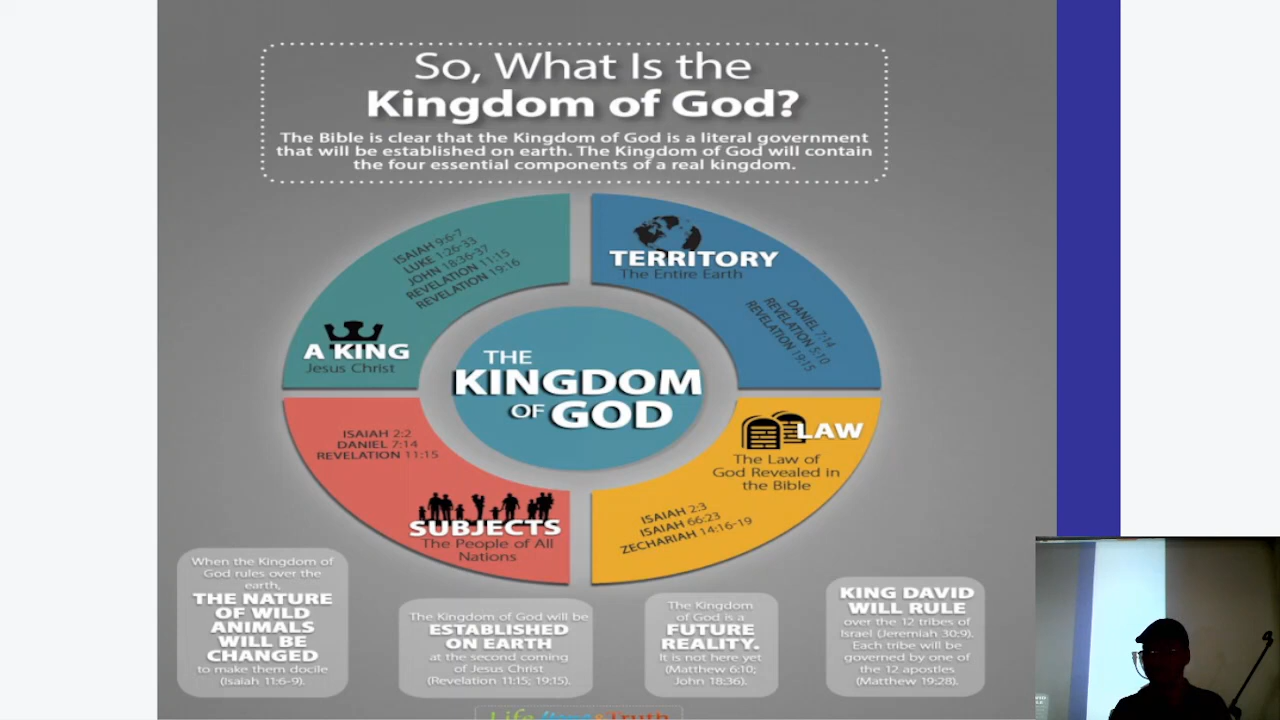 So, What Is the
Kingdom of God?
The Bible is clear that the Kingdom of God is a literal government
that will be established on earth. The Kingdom of God will contain
the four essential components of a real kingdom.
ISAIAH 9:6-7
LUKE 1:26-33
JOHN 18:36-37
REVELATION 11:15
REVELATION 19:16
A KING
Jesus Christ
TERRITORY
The Entire Earth
DANIEL 7:14
REVELATION 5:10
REVELATION 19:15
THE
KINGDOM
OF GOD
ISAIAH 2:2
DANIEL 7:14
REVELATION 11:15
SUBJECTS
The People of All
Nations
LAW
The Law of
God Revealed in
the Bible
ISAIAH 2:3
ISAIAH 66:23
ZECHARIAH 14:16-19
When the Kingdom of
God rules over the
earth,
THE NATURE
OF WILD
ANIMALS
WILL BE
CHANGED
to make them docile
(Isaiah 11:6-9).
The Kingdom of God will be
ESTABLISHED
ON EARTH
at the second coming
of Jesus Christ
(Revelation 11:15; 19:15).
The Kingdom
of God is a
FUTURE
REALITY.
It is not here yet
(Matthew 6:10;
John 18:36).
KING DAVID
WILL RULE
over the 12 tribes of
Israel (Jeremiah 30:9).
Each tribe will be
governed by one of
the 12 apostles
(Matthew 19:28).